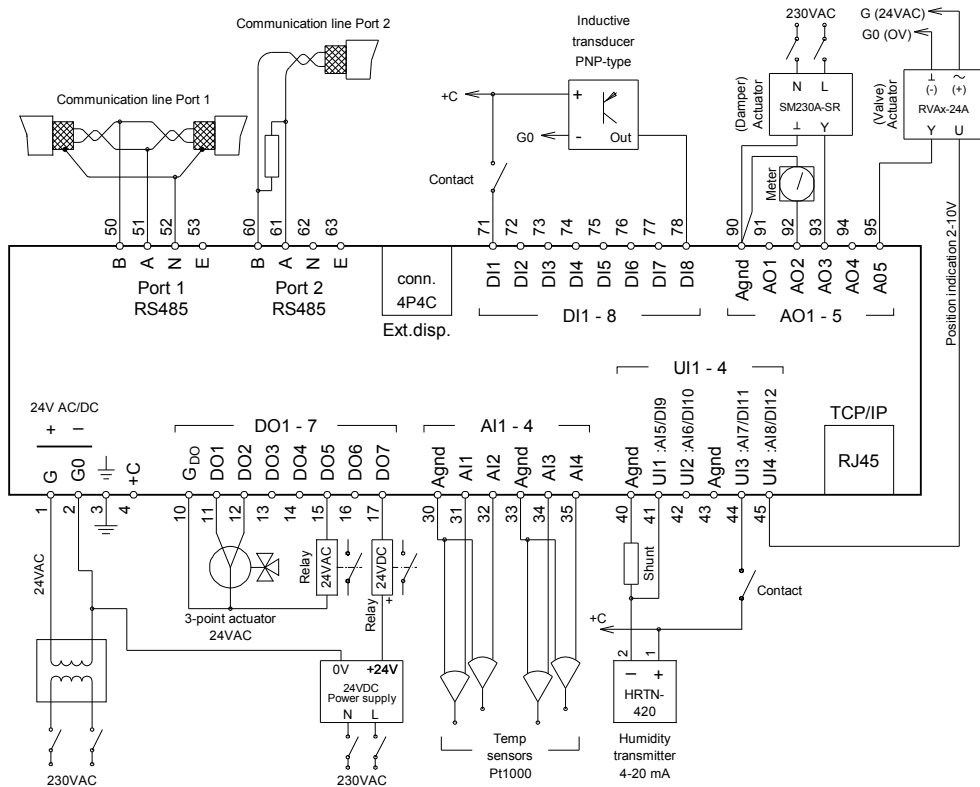 Communication line Port 2
Communication line Port 1
Inductive
transducer
PNP-type
+C
+
-
G0
Out
Contact
230VAC
G (24VAC)
G0 (OV)
N L
SM230A-SR
⊥ Y
(Damper)
Actuator
Meter
⊥ ~
(-) (+)
RVAx-24A
Y U
(Valve)
Actuator
Position indication 2-10V
50 51 52 53
60 61 62 63
71 72 73 74 75 76 77 78
90 91 92 93 94 95
B A N E
Port 1
RS485
B A N E
Port 2
RS485
conn.
4P4C
Ext.disp.
DI1 DI2 DI3 DI4 DI5 DI6 DI7 DI8
DI1 - 8
Agnd AO1 AO2 AO3 AO4 A05
AO1 - 5
24V AC/DC
+ −
G G0 +C
DO1 - 7
GDO DO1 DO2 DO3 DO4 DO5 DO6 DO7
AI1 - 4
Agnd AI1 AI2 Agnd AI3 AI4
UI1 - 4
Agnd
UI1 :AI5/DI9
UI2 :AI6/DI10
Agnd
UI3 :AI7/DI11
UI4 :AI8/DI12
TCP/IP
RJ45
1 2 3 4
10 11 12 13 14 15 16 17
30 31 32 33 34 35
40 41 42 43 44 45
24VAC
230VAC
3-point actuator
24VAC
Relay
24VAC
Relay
24VDC
+
0V +24V
24VDC
Power supply
N L
230VAC
Temp
sensors
Pt1000
Shunt
+C
Contact
2 1
− +
HRTN-
420
Humidity
transmitter
4-20 mA